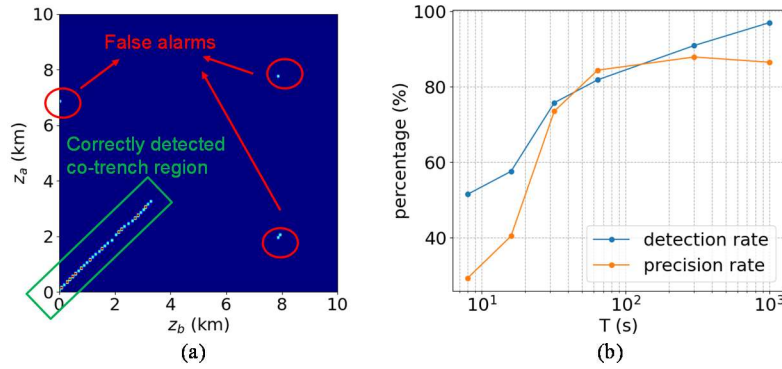 False alarms
Correctly detected
co-trench region
10
8
6
4
2
0
z_a (km)
0 2 4 6 8 10
z_b (km)
(a)
100
80
60
40
percentage (%)
detection rate
precision rate
10^1 10^2 10^3
T (s)
(b)